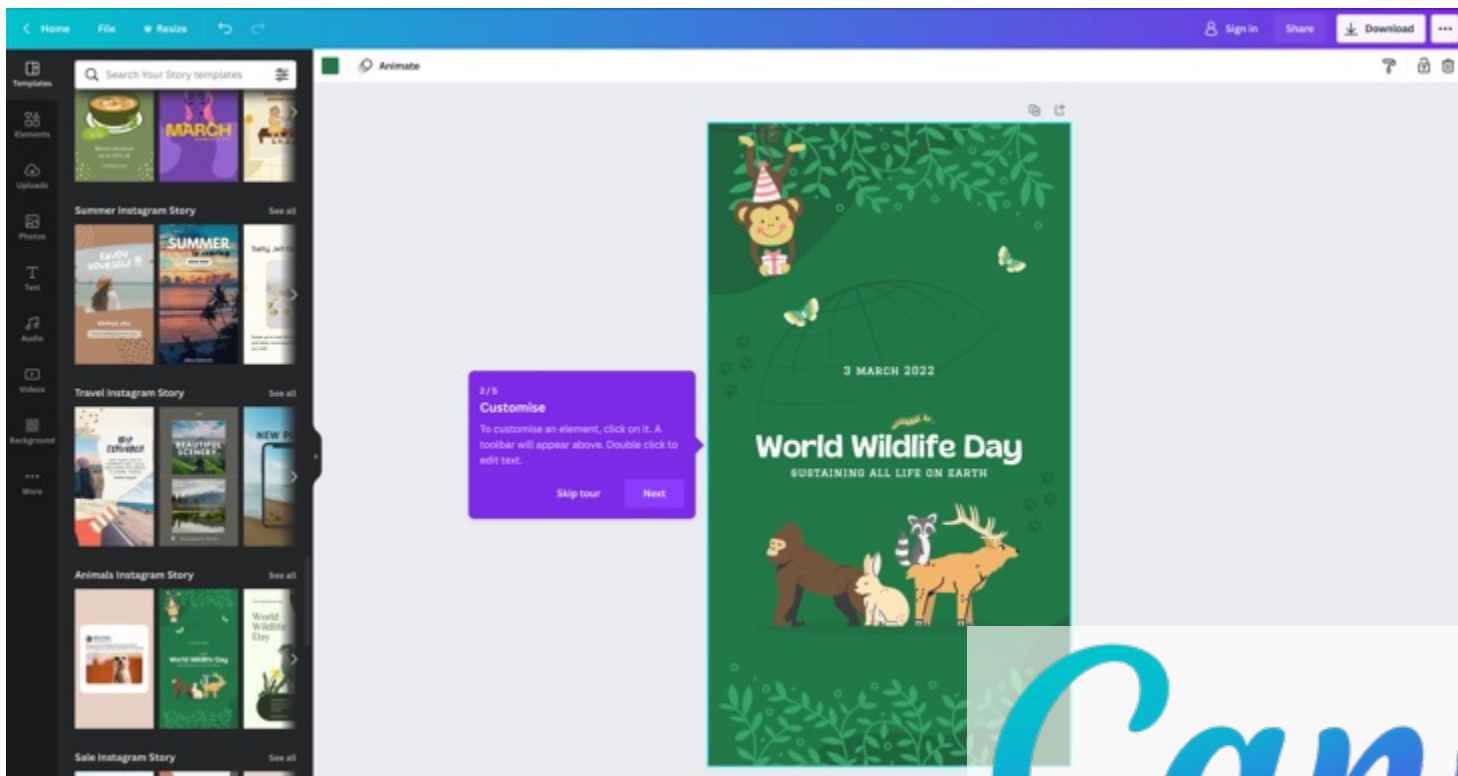 Home File Resize
Sign in Share Download
Templates
Elements
Uploads
Photos
Text
Audio
Videos
Background
More
Search Your Story templates
MARCH
Summer Instagram Story See all
ENJOY
YOURSELF
SUMMER
Travel Instagram Story See all
BEAUTIFUL
SCENERY.
Animals Instagram Story See all
World Wildlife Day
World
Wildlife
Day
Sale Instagram Story See all
Animate
2/5
Customise
To customise an element, click on it. A
toolbar will appear above. Double click to
edit text.
Skip tour Next
3 MARCH 2022
World Wildlife Day
SUSTAINING ALL LIFE ON EARTH